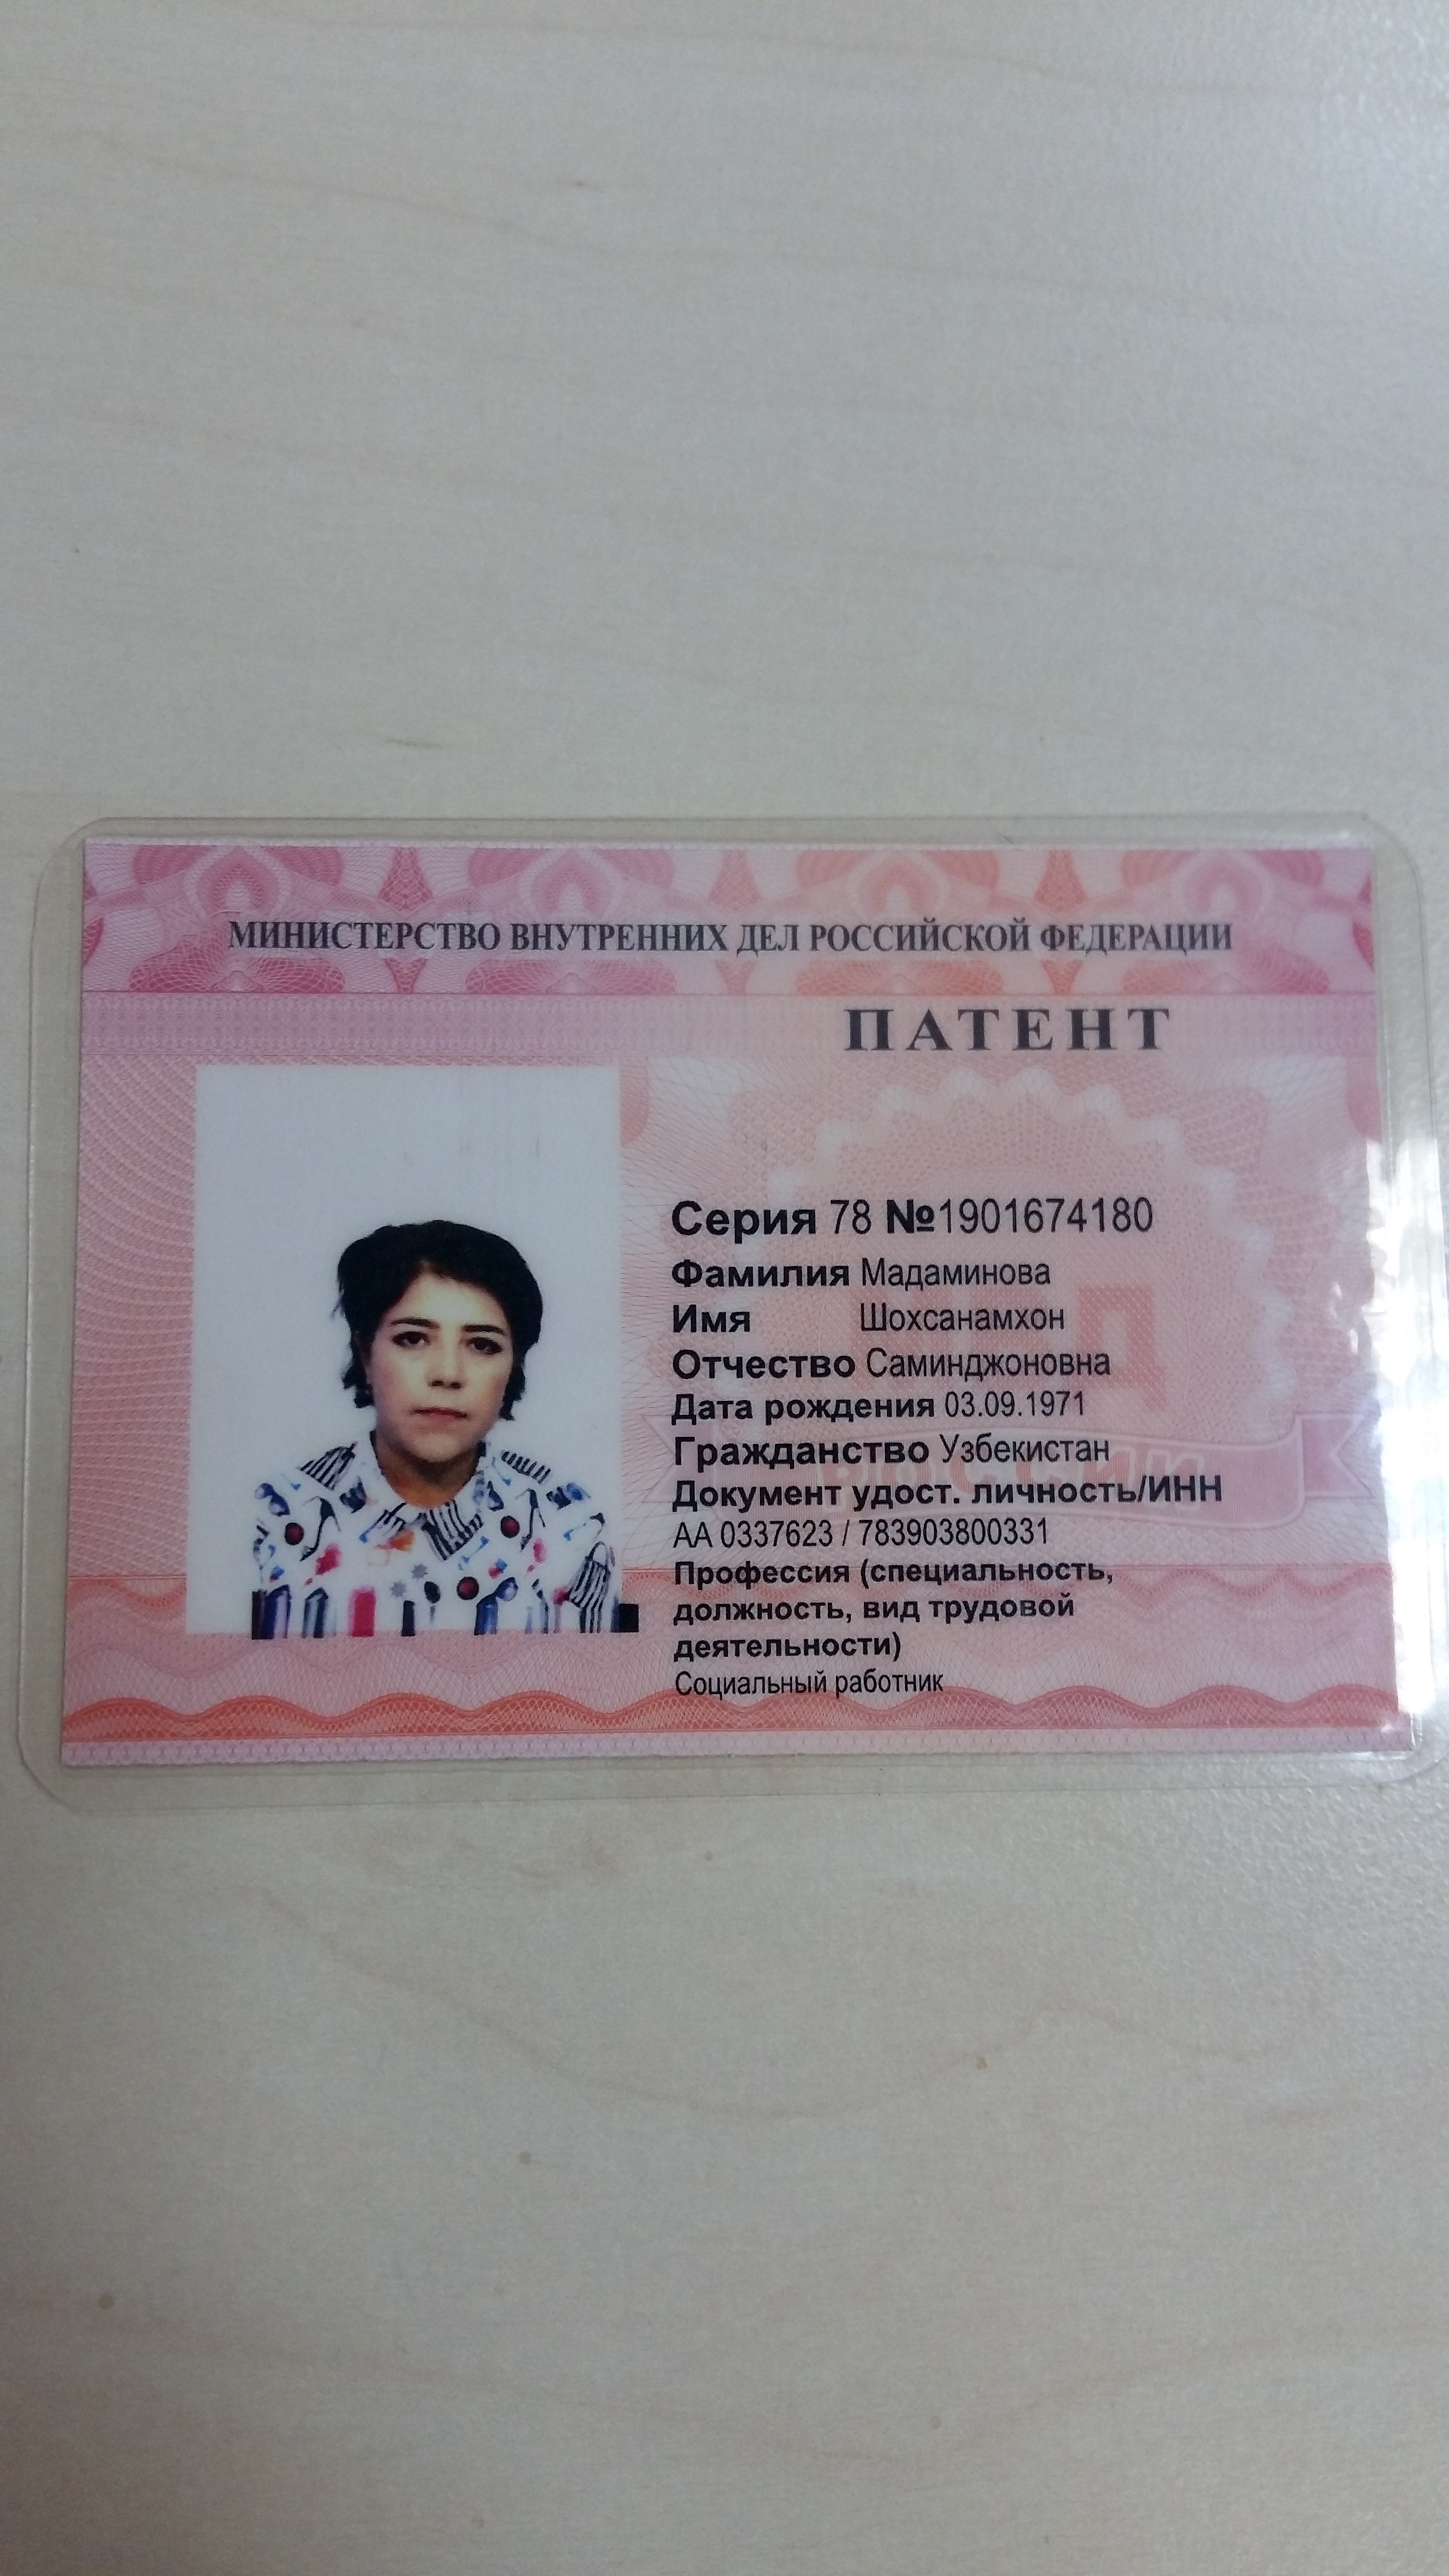 МИНИСТЕРСТВО ВНУТРЕННИХ ДЕЛ РОССИЙСКОЙ ФЕДЕРАЦИИ
ПАТЕНТ
Серия 78 №1901674180
Фамилия Мадаминова
Имя Шохсанамхон
Отчество Саминджоновна
Дата рождения 03.09.1971
Гражданство Узбекистан
Документ удост. личность/ИНН
АА 0337623 / 783903800331
Профессия (специальность,
должность, вид трудовой
деятельности)
Социальный работник